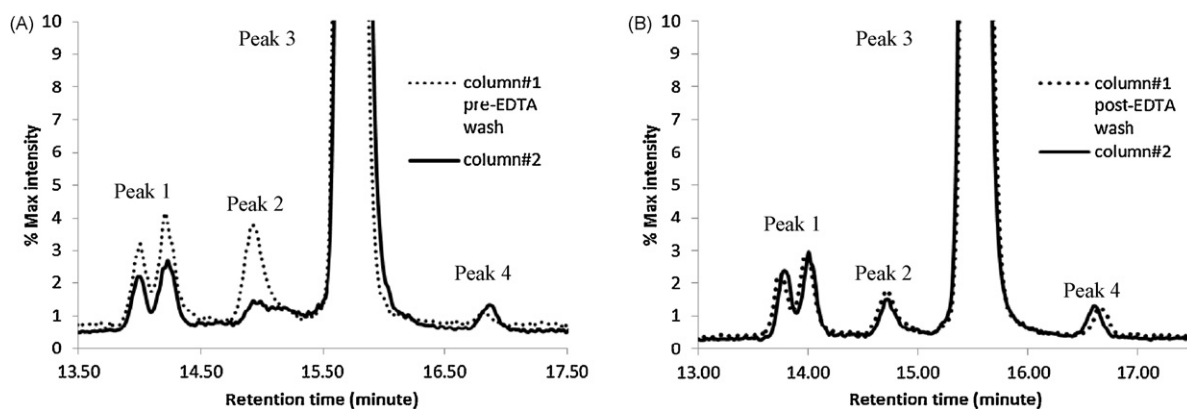 (A)
10
9
8
7
6
5
4
3
2
1
0
% Max intensity
Peak 3
Peak 1
Peak 2
Peak 4
column#1
pre-EDTA
wash
column#2
13.50
14.50
15.50
16.50
17.50
Retention time (minute)
(B)
10
9
8
7
6
5
4
3
2
1
0
% Max intensity
Peak 3
Peak 1
Peak 2
Peak 4
column#1
post-EDTA
wash
column#2
13.00
14.00
15.00
16.00
17.00
Retention time (minute)